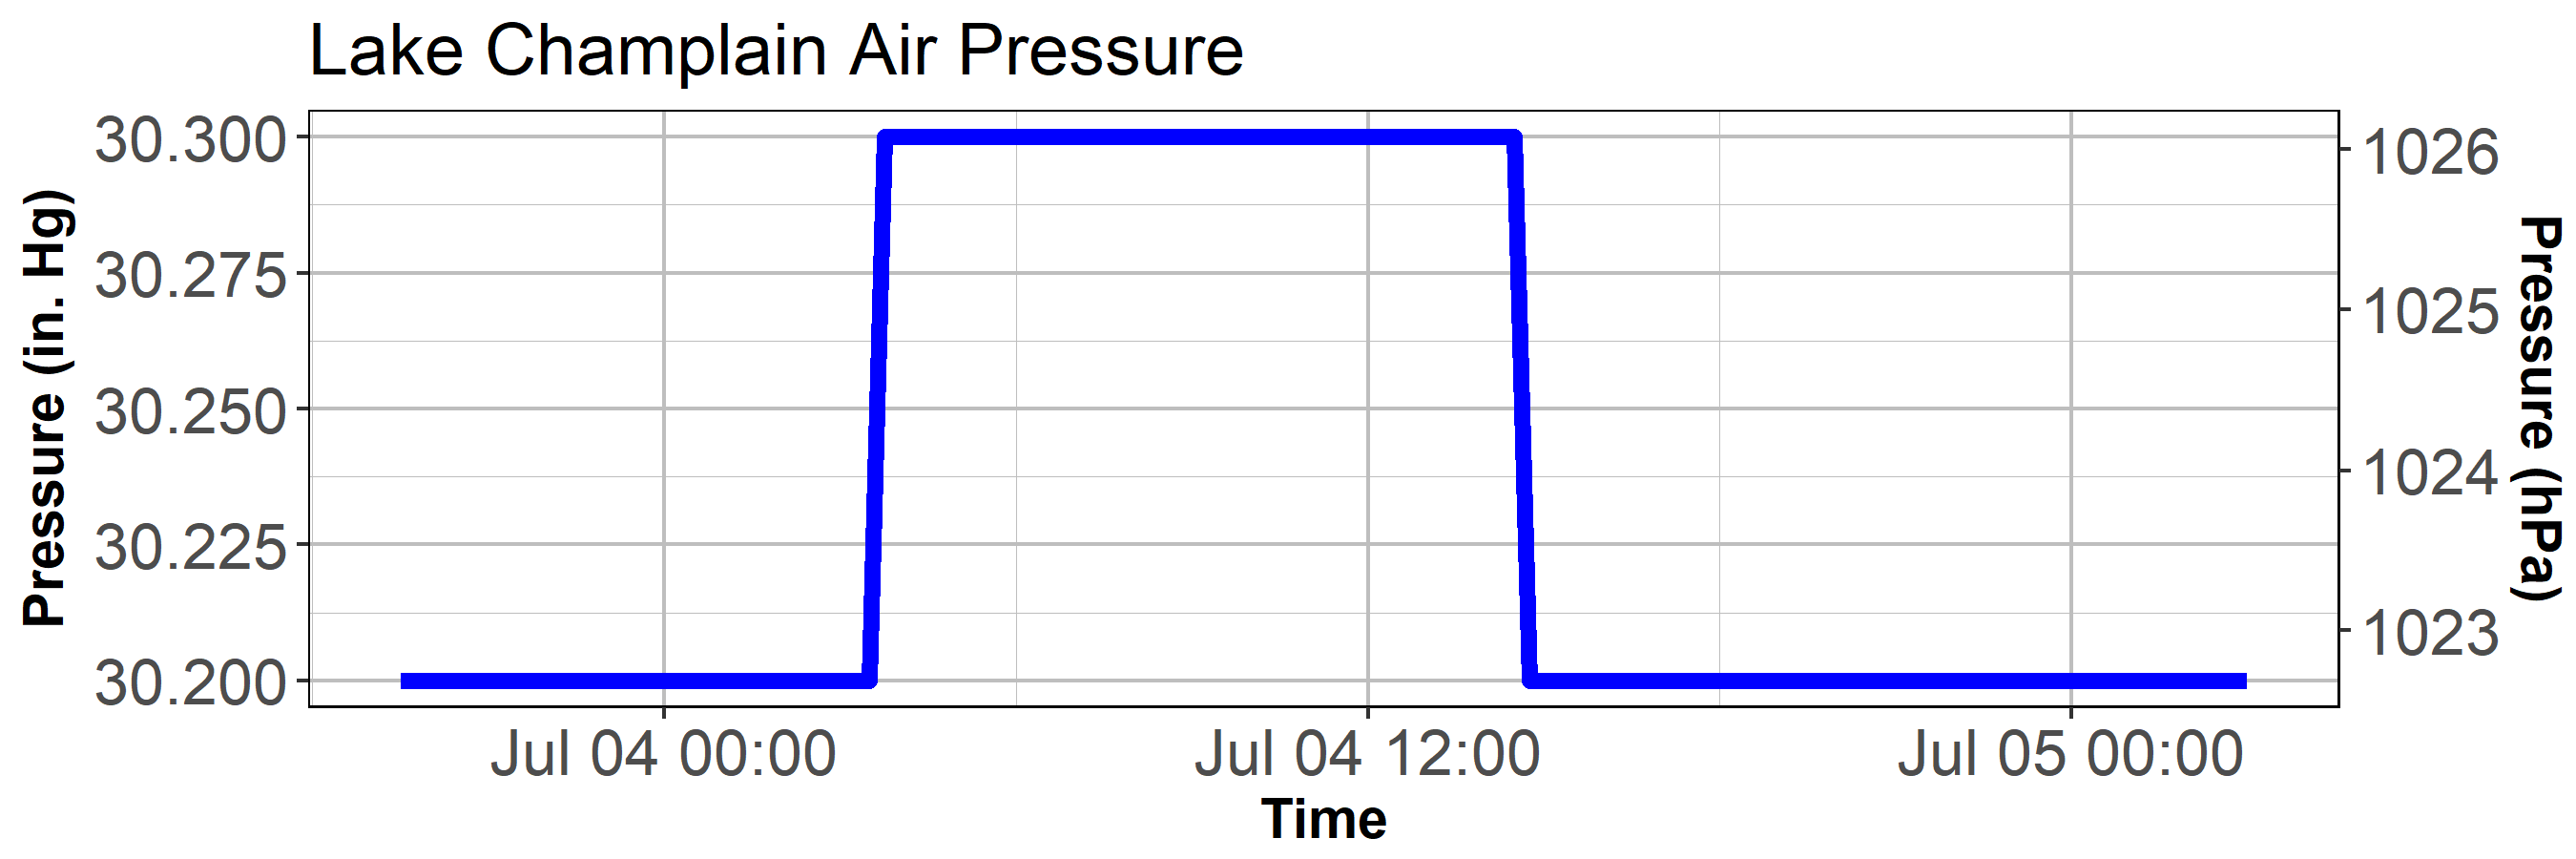 Lake Champlain Air Pressure
Pressure (in. Hg)
30.300
30.275
30.250
30.225
30.200
1026
1025
1024
1023
Pressure (hPa)
Jul 04 00:00
Jul 04 12:00
Jul 05 00:00
Time